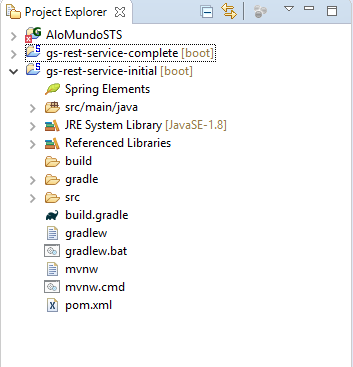 Project Explorer
AloMundoSTS
gs-rest-service-complete [boot]
gs-rest-service-initial [boot]
Spring Elements
src/main/java
JRE System Library [JavaSE-1.8]
Referenced Libraries
build
gradle
src
build.gradle
gradlew
gradlew.bat
mvnw
mvnw.cmd
pom.xml